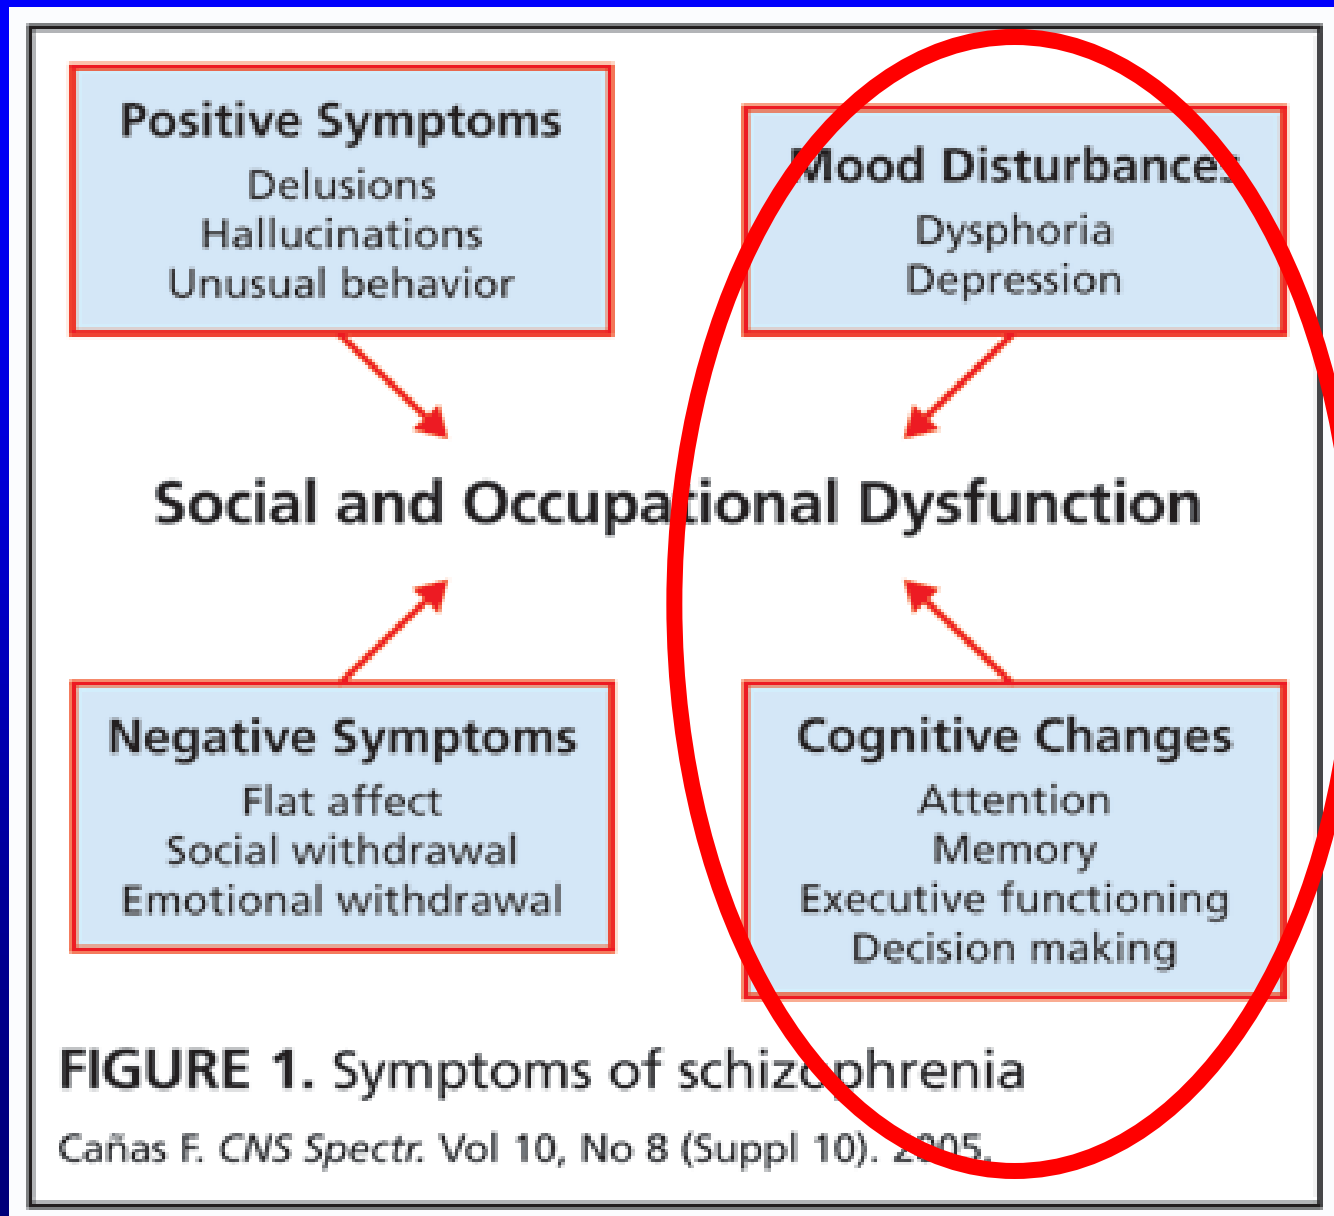 Positive Symptoms
Delusions
Hallucinations
Unusual behavior
Mood Disturbances
Dysphoria
Depression
Social and Occupational Dysfunction
Negative Symptoms
Flat affect
Social withdrawal
Emotional withdrawal
Cognitive Changes
Attention
Memory
Executive functioning
Decision making
FIGURE 1. Symptoms of schizophrenia
Cañas F. CNS Spectr. Vol 10, No 8 (Suppl 10). 2005.